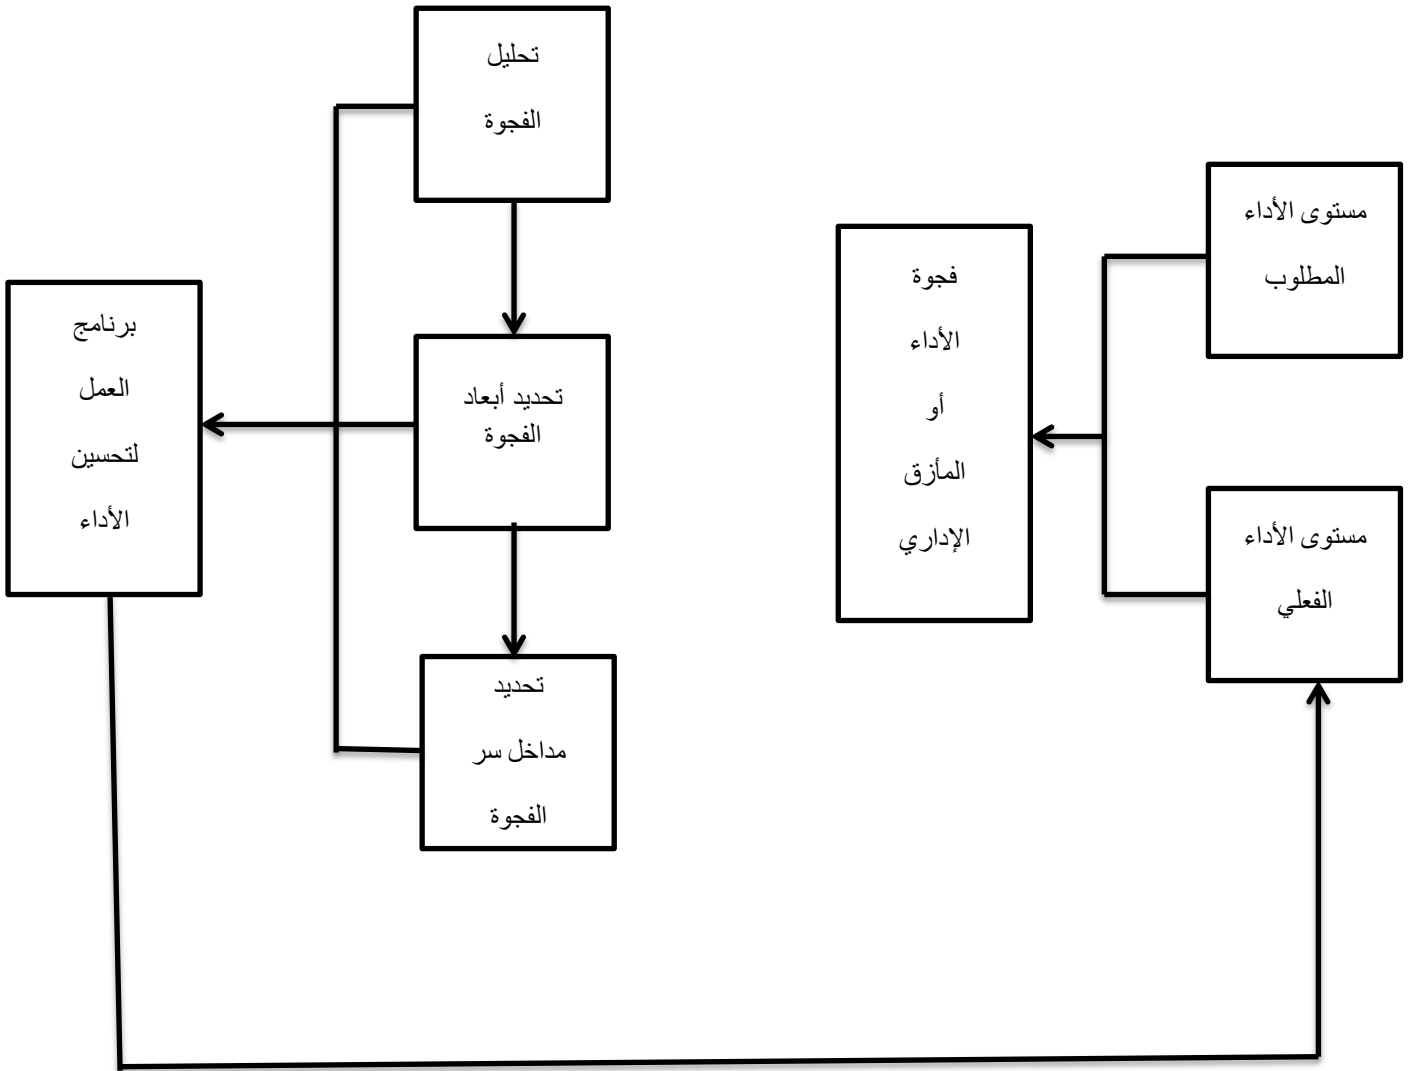 مستوى الأداء
المطلوب
مستوى الأداء
الفعلي
فجوة
الأداء
أو
المأزق
الإداري
تحليل
الفجوة
تحديد أبعاد
الفجوة
تحديد
مداخل سر
الفجوة
برنامج
العمل
لتحسين
الأداء